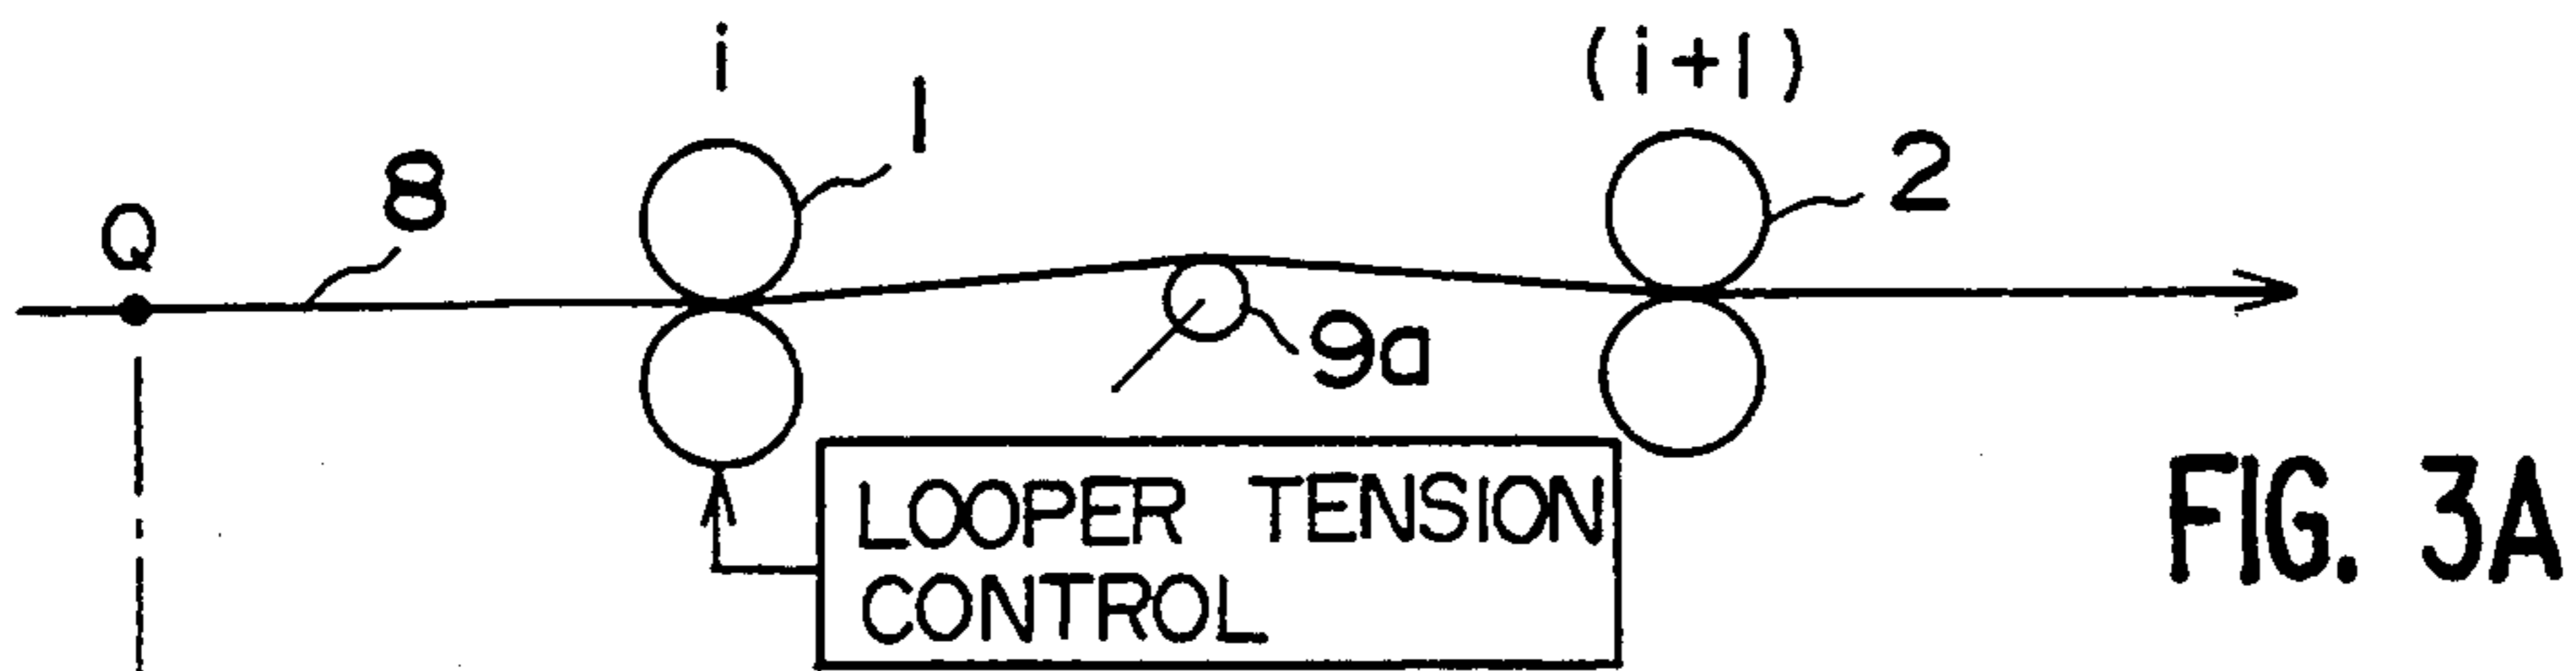 i
(i+1)
1
2
8
Q
9a
LOOPER TENSION
CONTROL
FIG. 3A